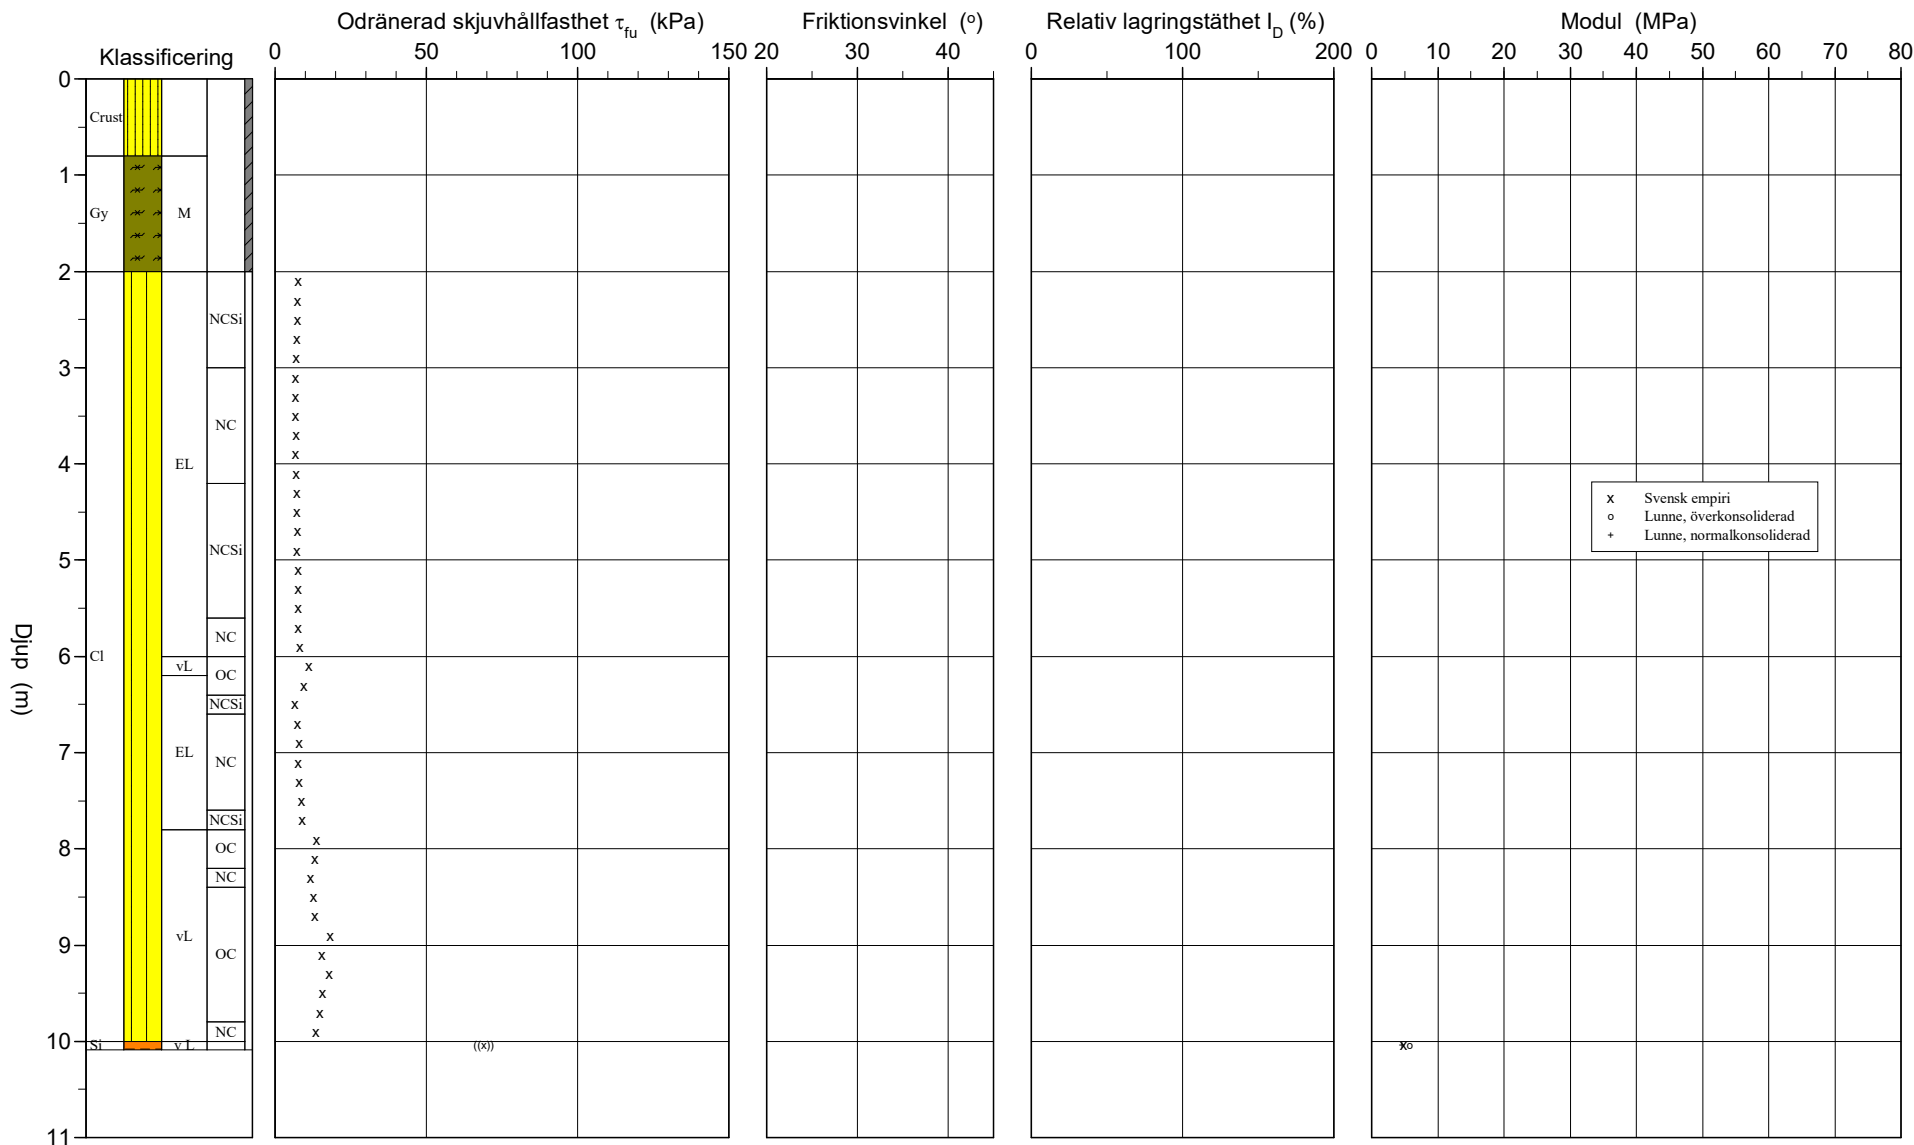 Odränerad skjuvhållfasthet τfu (kPa)
Friktionsvinkel (o)
Relativ lagringstäthet ID (%)
Modul (MPa)
Klassificering
0 50 100 150
20 30 40
0 100 200
0 10 20 30 40 50 60 70 80
Djup (m)
0
1
2
3
4
5
6
7
8
9
10
11
Crust
Gy
M
NCSi
NC
EL
NCSi
NC
Cl
vL
OC
NCSi
EL
NC
NCSi
OC
NC
vL
OC
NC
Si
v L
((x))
x Svensk empiri
o Lunne, överkonsoliderad
+ Lunne, normalkonsoliderad